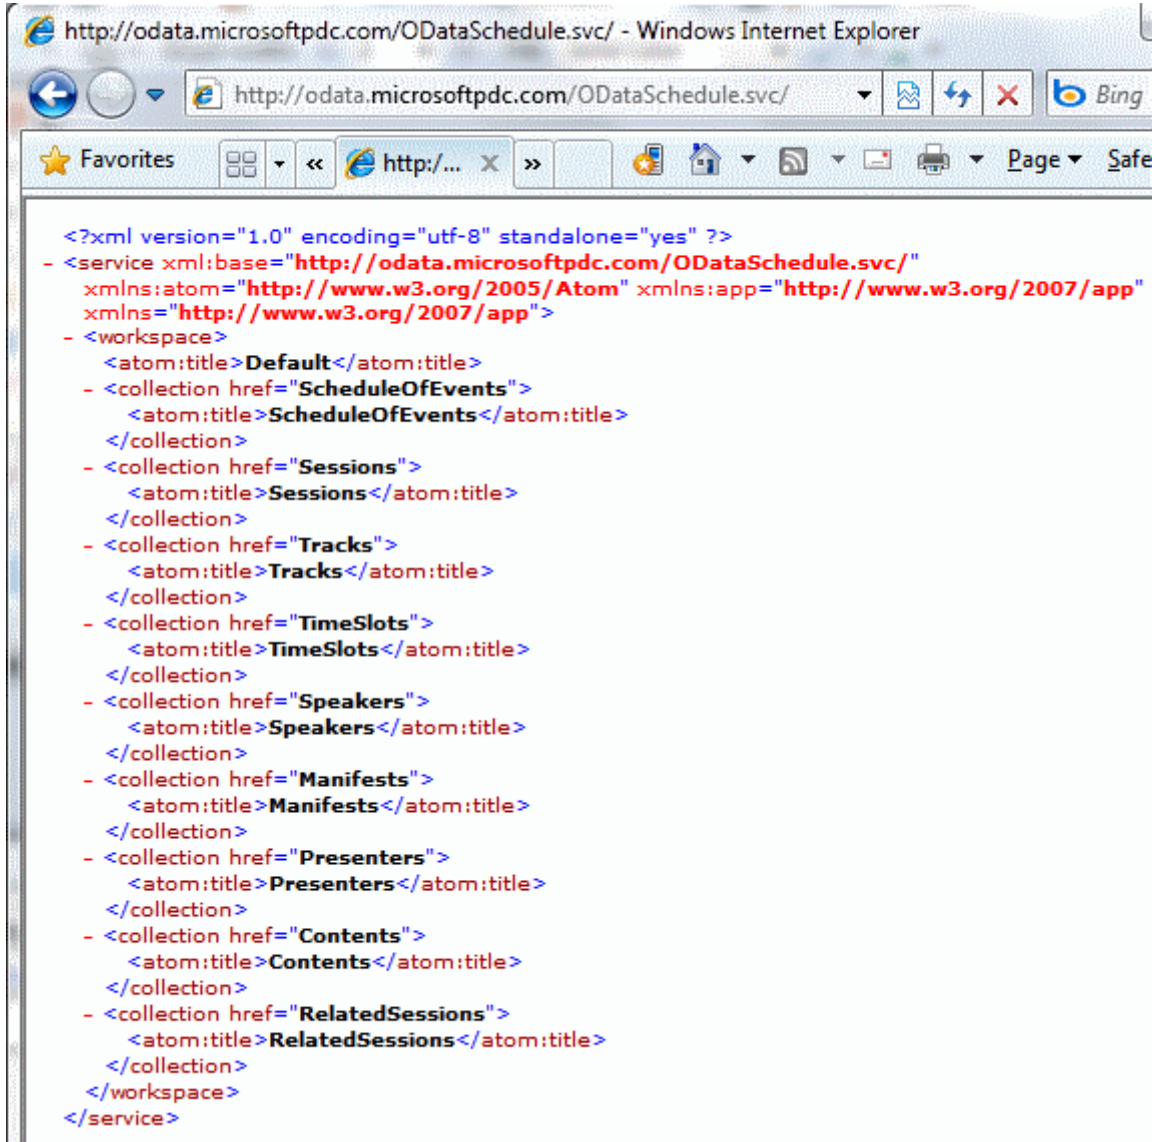 http://odata.microsoftpdc.com/ODataSchedule.svc/ - Windows Internet Explorer
http://odata.microsoftpdc.com/ODataSchedule.svc/ Bing
Favorites « http:/... x » Page Safe
<?xml version="1.0" encoding="utf-8" standalone="yes" ?>
- <service xml:base="http://odata.microsoftpdc.com/ODataSchedule.svc/"
xmlns:atom="http://www.w3.org/2005/Atom" xmlns:app="http://www.w3.org/2007/app"
xmlns="http://www.w3.org/2007/app">
- <workspace>
<atom:title>Default</atom:title>
- <collection href="ScheduleOfEvents">
<atom:title>ScheduleOfEvents</atom:title>
</collection>
- <collection href="Sessions">
<atom:title>Sessions</atom:title>
</collection>
- <collection href="Tracks">
<atom:title>Tracks</atom:title>
</collection>
- <collection href="TimeSlots">
<atom:title>TimeSlots</atom:title>
</collection>
- <collection href="Speakers">
<atom:title>Speakers</atom:title>
</collection>
- <collection href="Manifests">
<atom:title>Manifests</atom:title>
</collection>
- <collection href="Presenters">
<atom:title>Presenters</atom:title>
</collection>
- <collection href="Contents">
<atom:title>Contents</atom:title>
</collection>
- <collection href="RelatedSessions">
<atom:title>RelatedSessions</atom:title>
</collection>
</workspace>
</service>